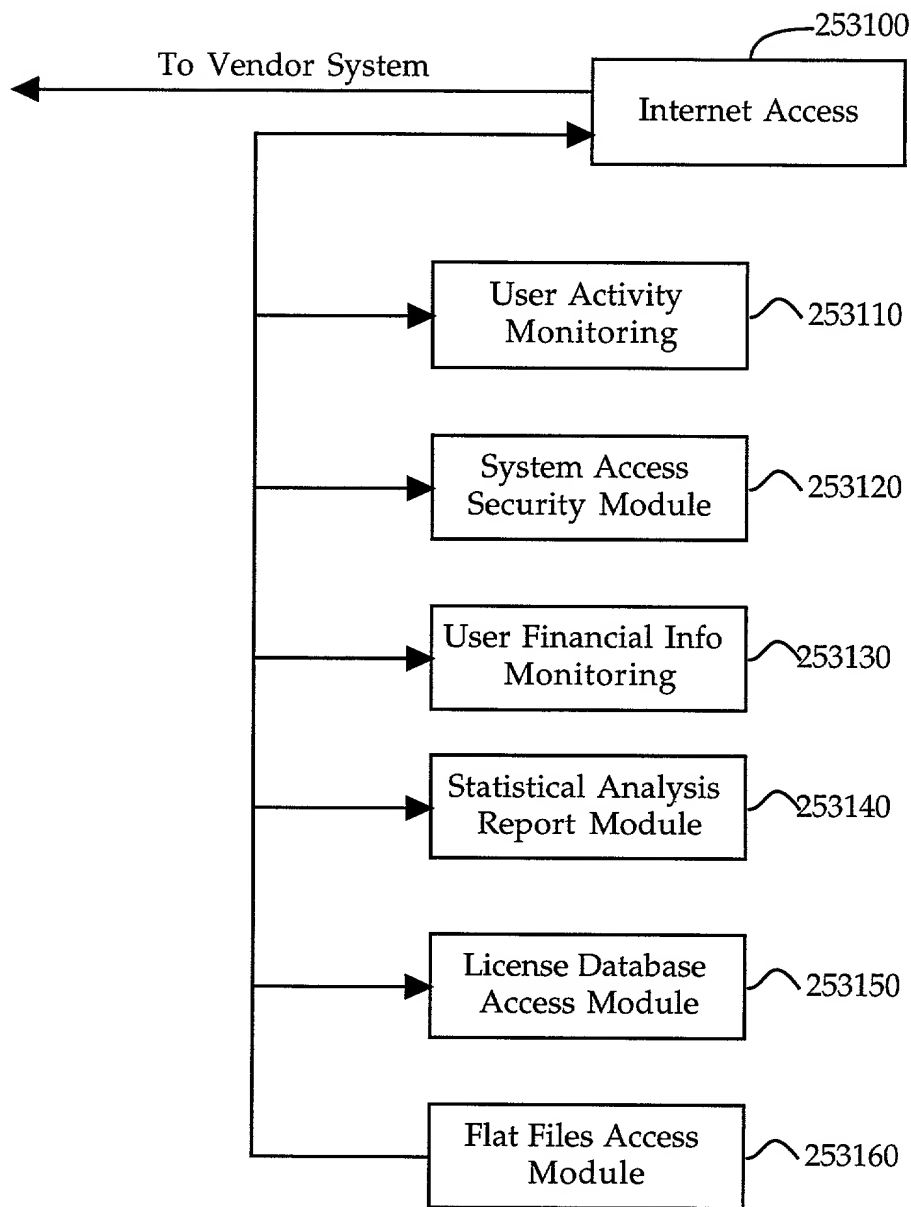 253100
To Vendor System
Internet Access
User Activity
Monitoring
253110
System Access
Security Module
253120
User Financial Info
Monitoring
253130
Statistical Analysis
Report Module
253140
License Database
Access Module
253150
Flat Files Access
Module
253160